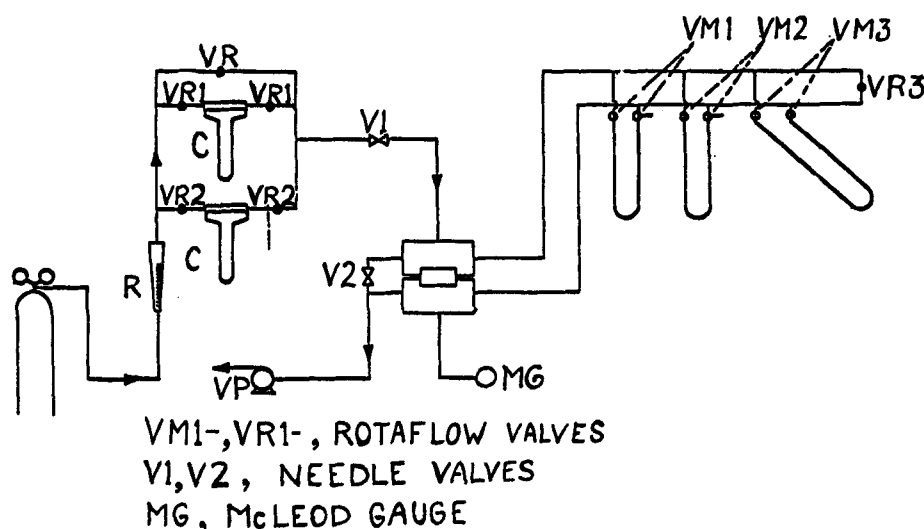 VM1 VM2 VM3
VR
VR3
VR1 VR1
V1
C
VR2 VR2
C
V2
R
VP
MG
VM1-,VR1-, ROTAFLOW VALVES
V1,V2, NEEDLE VALVES
MG, McLEOD GAUGE